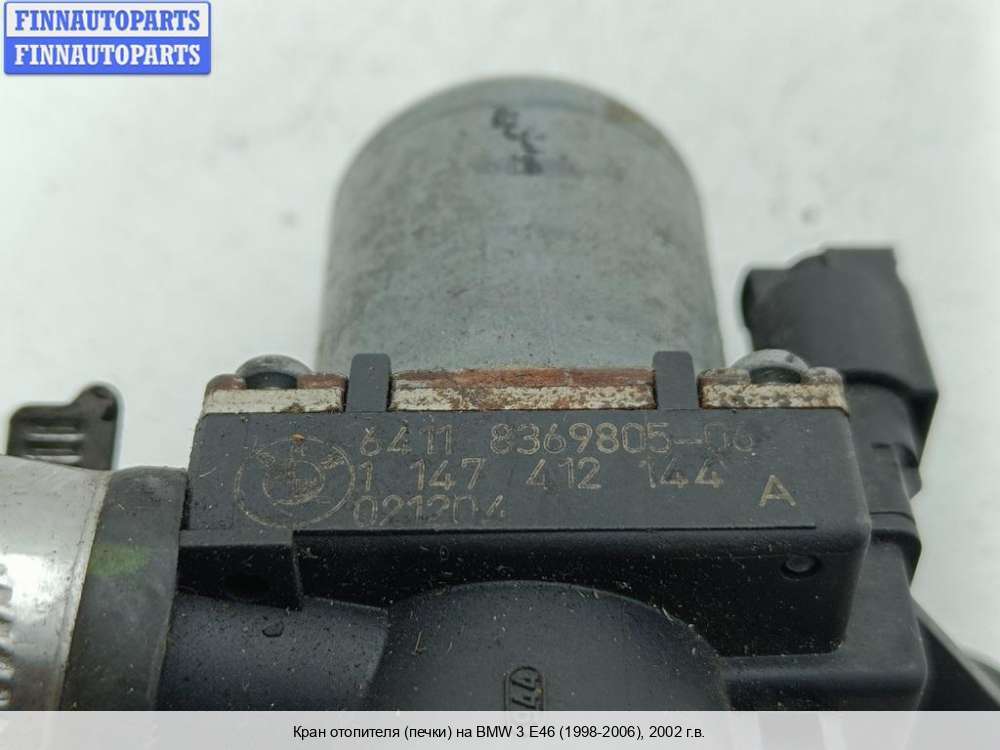 FINNAUTOPARTS
FINNAUTOPARTS
6411 8369805-06
1 147 412 144
A
021204
Кран отопителя (печки) на BMW 3 E46 (1998-2006), 2002 г.в.